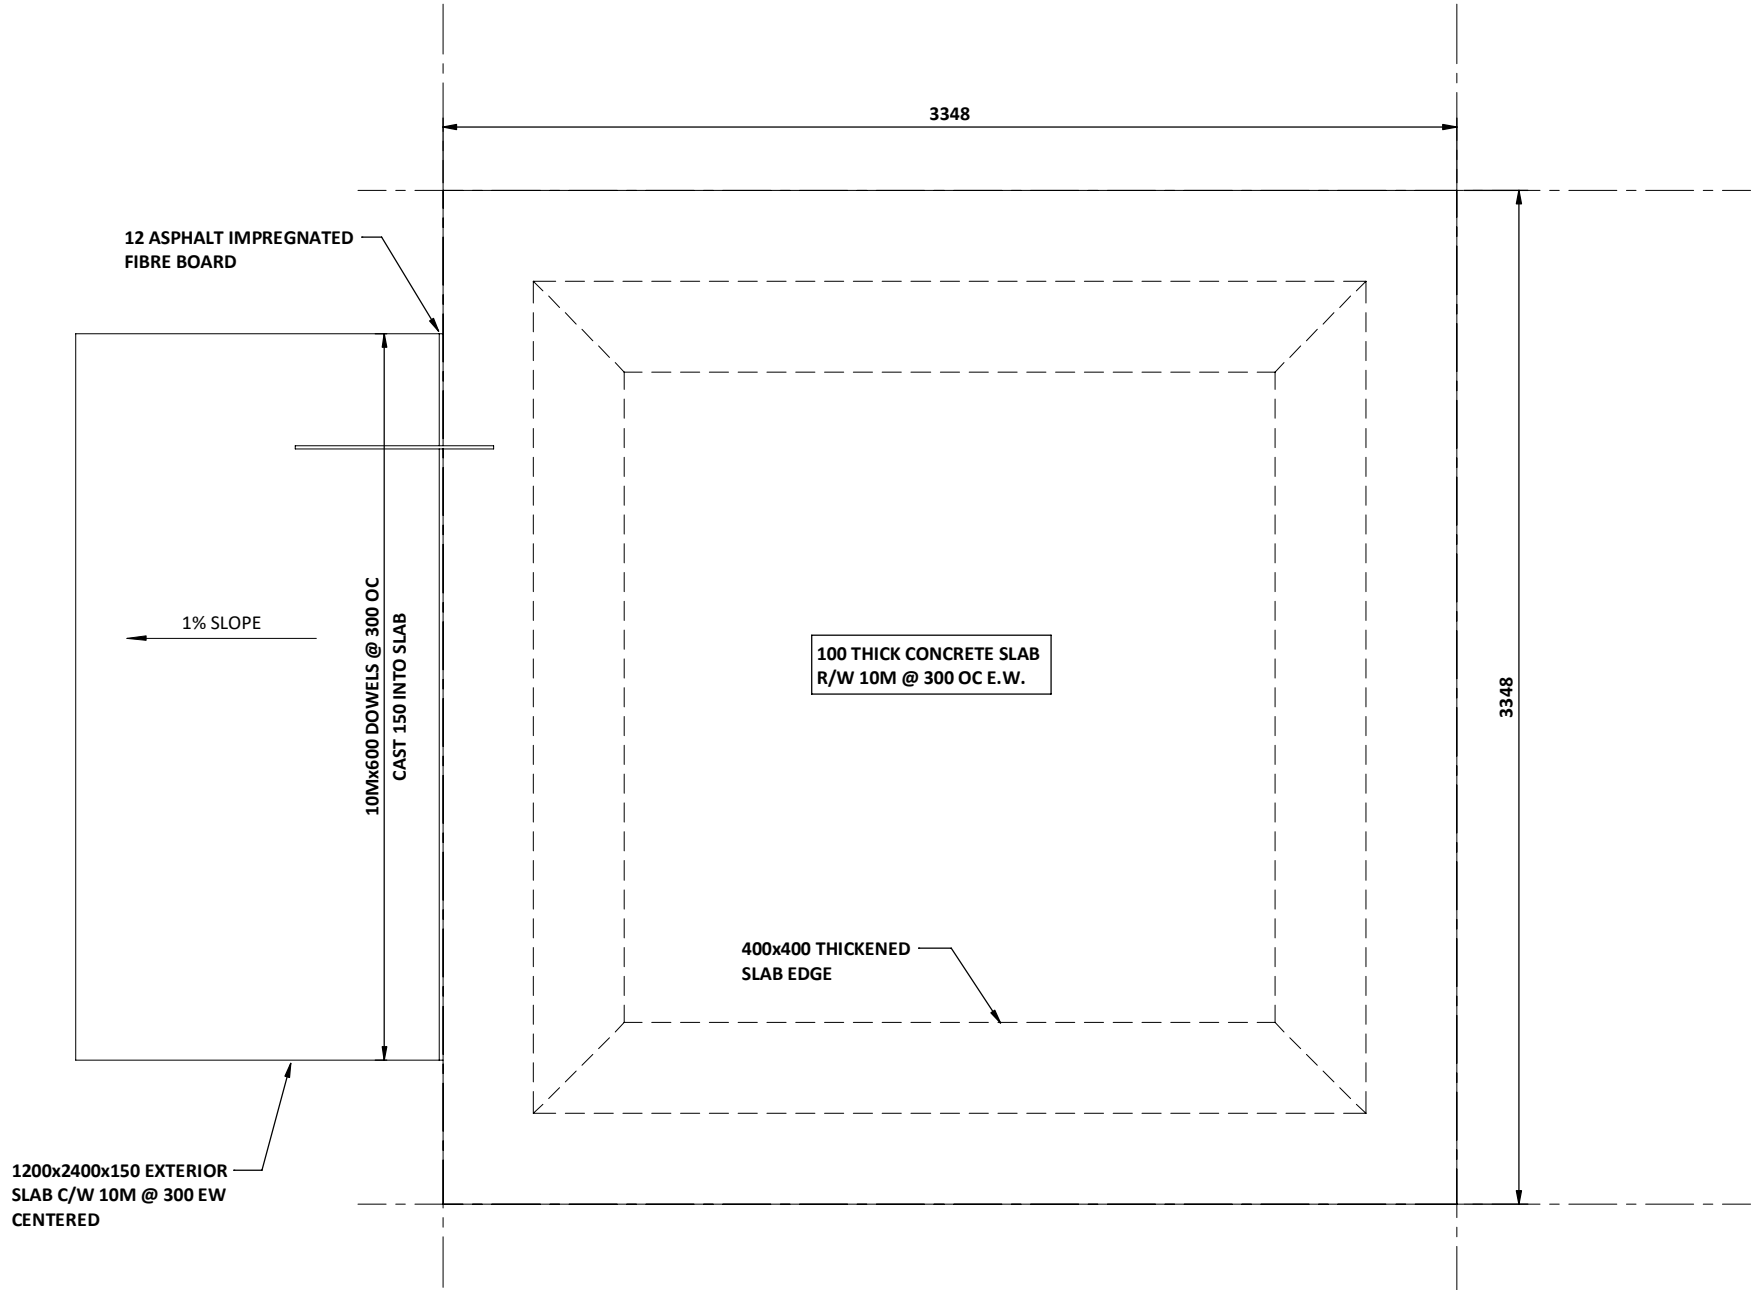 3348
12 ASPHALT IMPREGNATED
FIBRE BOARD
10Mx600 DOWELS @ 300 OC
CAST 150 INTO SLAB
1% SLOPE
100 THICK CONCRETE SLAB
R/W 10M @ 300 OC E.W.
3348
400x400 THICKENED
SLAB EDGE
1200x2400x150 EXTERIOR
SLAB C/W 10M @ 300 EW
CENTERED